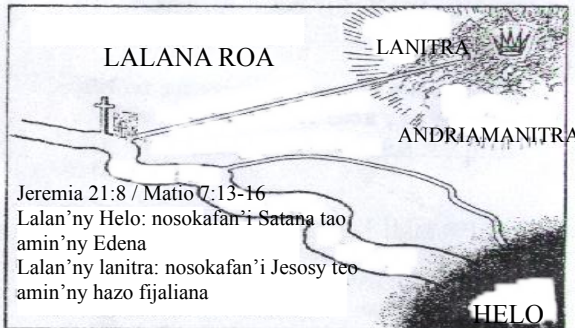 LALANA ROA
LANITRA
ANDRIAMANITRA
Jeremia 21:8 / Matio 7:13-16
Lalan’ny Helo: nosokafan’i Satana tao
amin’ny Edena
Lalan’ny lanitra: nosokafan’i Jesosy teo
amin’ny hazo fijaliana
HELO